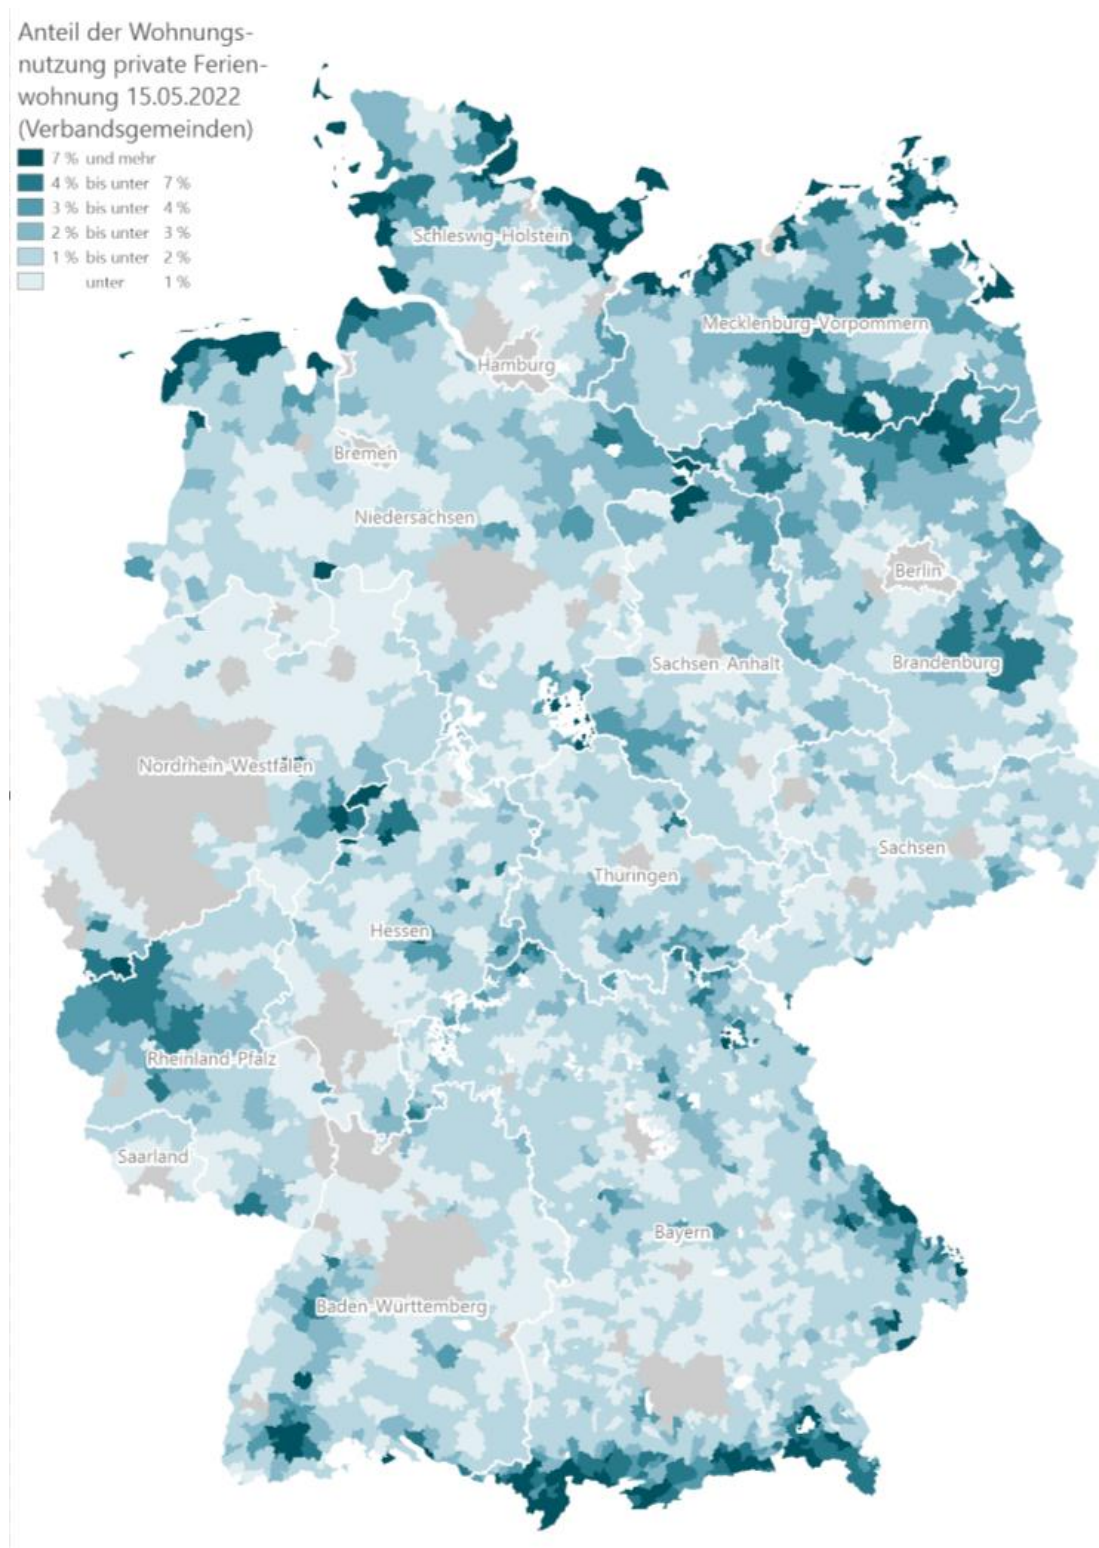 Anteil der Wohnungs-
nutzung private Ferien-
wohnung 15.05.2022
(Verbandsgemeinden)
7 % und mehr
4 % bis unter 7 %
3 % bis unter 4 %
2 % bis unter 3 %
1 % bis unter 2 %
unter 1 %
Schleswig-Holstein
Mecklenburg-Vorpommern
Hamburg
Bremen
Niedersachsen
Berlin
Sachsen-Anhalt
Brandenburg
Nordrhein-Westfalen
Sachsen
Thüringen
Hessen
Rheinland-Pfalz
Saarland
Bayern
Baden-Württemberg